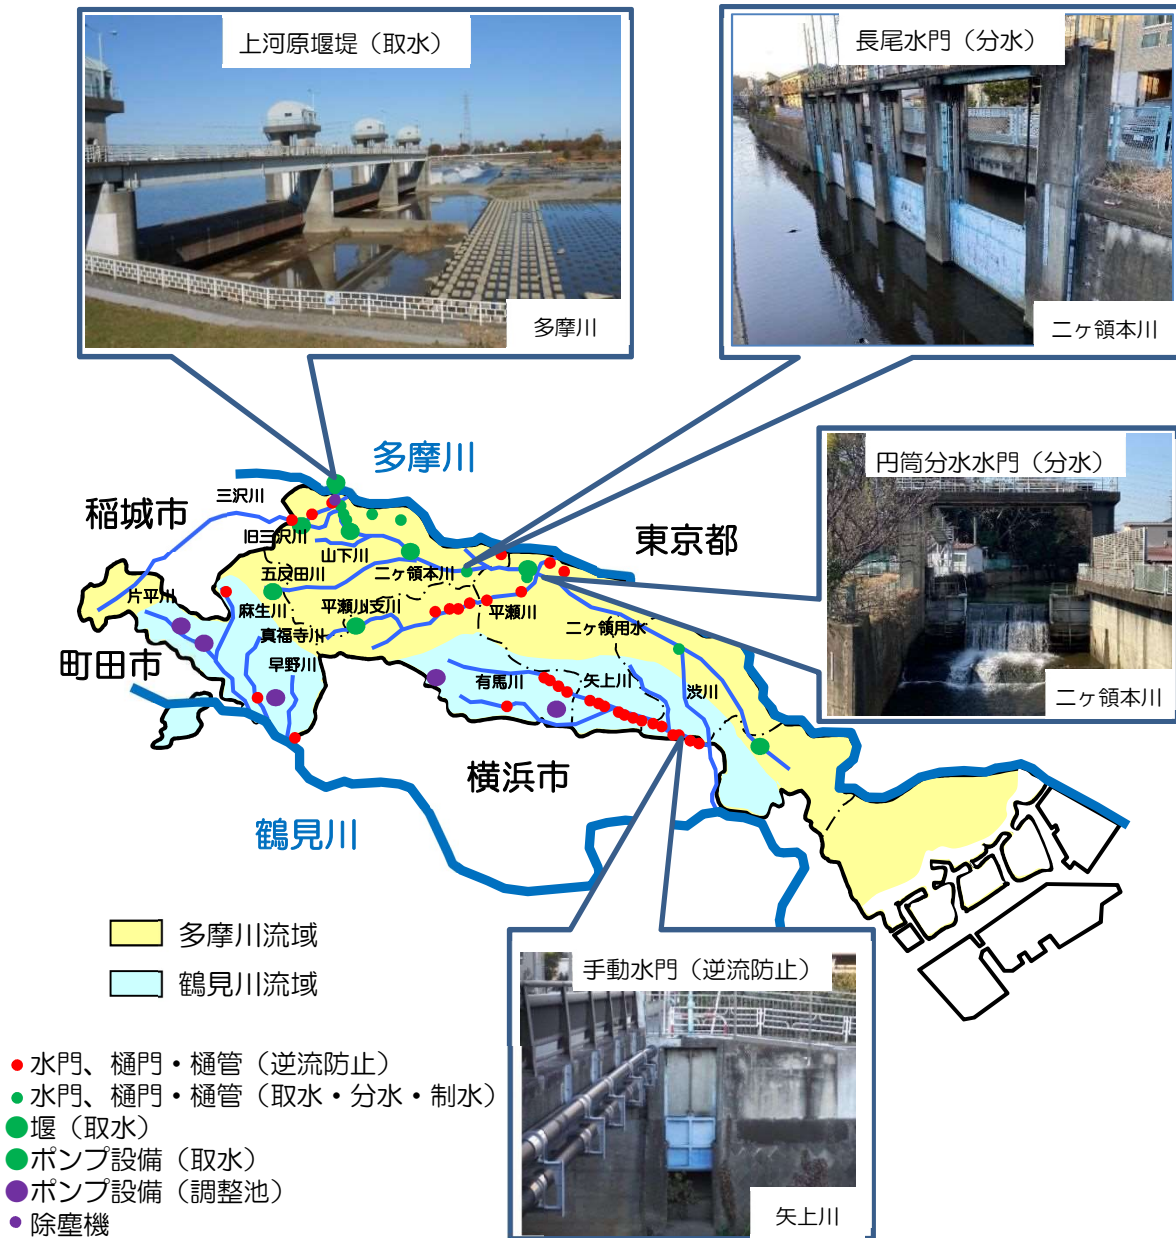 上河原堰堤（取水）
多摩川
長尾水門（分水）
二ヶ領本川
円筒分水水門（分水）
二ヶ領本川
多摩川
三沢川
稲城市
東京都
旧三沢川
山下川
五反田川
二ヶ領本川
片平川
麻生川
平瀬川支川
平瀬川
真福寺川
二ヶ領用水
町田市
早野川
有馬川
矢上川
渋川
横浜市
鶴見川
多摩川流域
鶴見川流域
手動水門（逆流防止）
矢上川
水門、樋門・樋管（逆流防止）
水門、樋門・樋管（取水・分水・制水）
堰（取水）
ポンプ設備（取水）
ポンプ設備（調整池）
除塵機